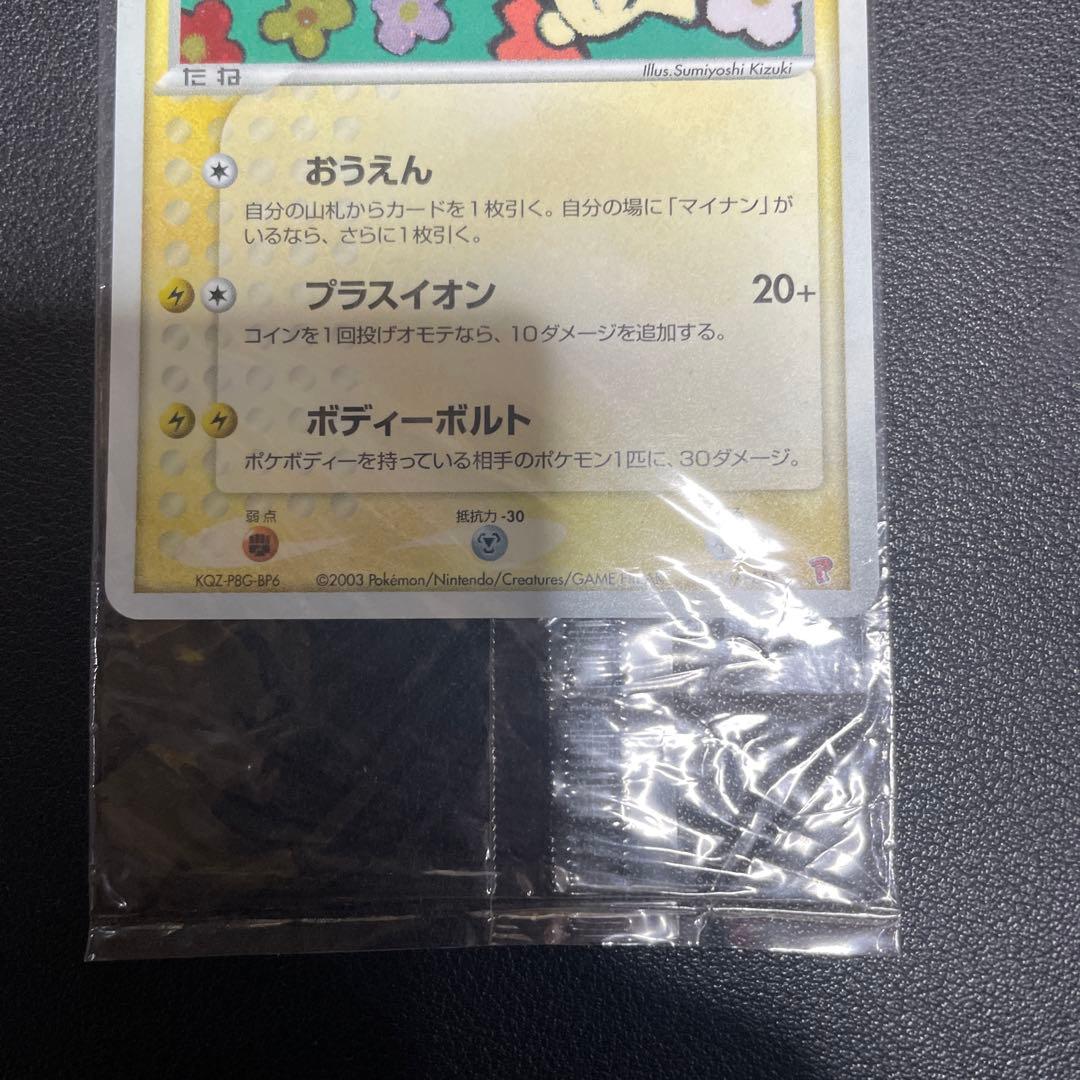 たね
Illus.Sumiyoshi Kizuki
おうえん
自分の山札からカードを1枚引く。自分の場に「マイナン」が
いるなら、さらに1枚引く。
プラスイオン 20+
コインを1回投げオモテなら、10ダメージを追加する。
ボディーボルト
ポケボディーを持っている相手のポケモン1匹に、30ダメージ。
弱点 抵抗力 -30
KQZ-P8G-BP6 ©2003 Pokémon/Nintendo/Creatures/GAME FREAK